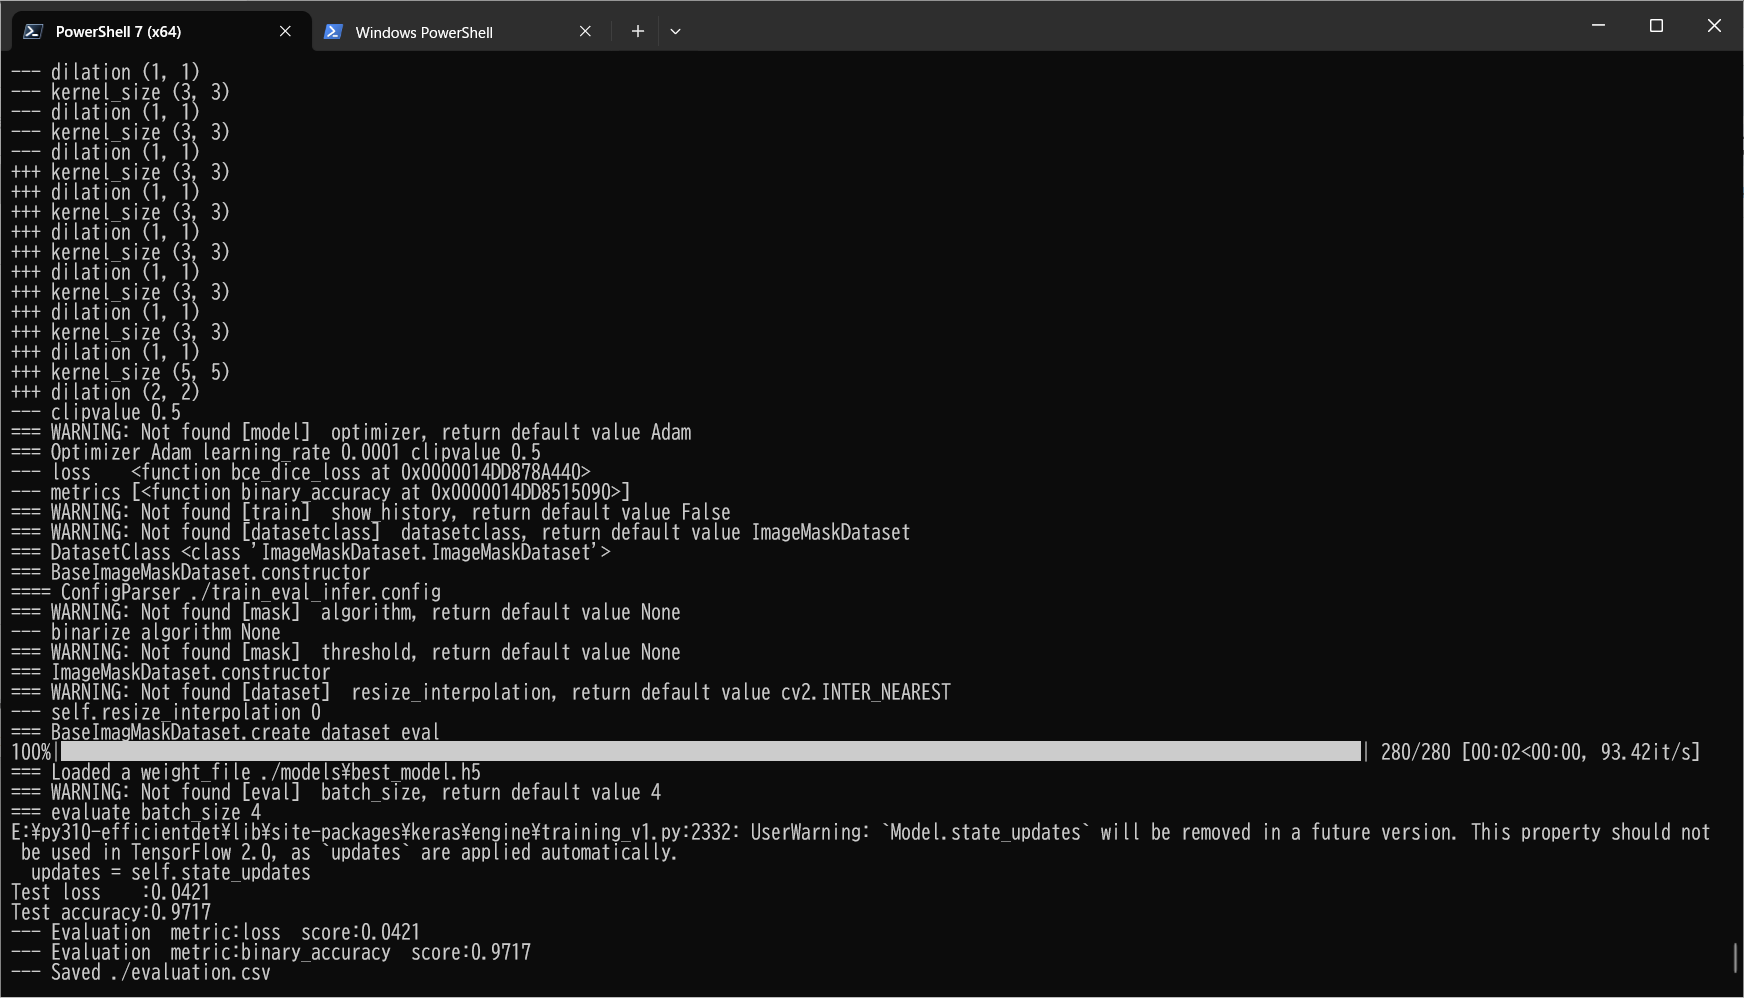 PowerShell 7 (x64)
Windows PowerShell
--- dilation (1, 1)
--- kernel_size (3, 3)
--- dilation (1, 1)
--- kernel_size (3, 3)
--- dilation (1, 1)
+++ kernel_size (3, 3)
+++ dilation (1, 1)
+++ kernel_size (3, 3)
+++ dilation (1, 1)
+++ kernel_size (3, 3)
+++ dilation (1, 1)
+++ kernel_size (3, 3)
+++ dilation (1, 1)
+++ kernel_size (3, 3)
+++ dilation (1, 1)
+++ kernel_size (5, 5)
+++ dilation (2, 2)
--- clipvalue 0.5
=== WARNING: Not found [model]  optimizer, return default value Adam
=== Optimizer Adam learning_rate 0.0001 clipvalue 0.5
--- loss    <function bce_dice_loss at 0x0000014DD878A440>
--- metrics [<function binary_accuracy at 0x0000014DD8515090>]
=== WARNING: Not found [train]  show_history, return default value False
=== WARNING: Not found [datasetclass]  datasetclass, return default value ImageMaskDataset
=== DatasetClass <class 'ImageMaskDataset.ImageMaskDataset'>
=== BaseImageMaskDataset.constructor
==== ConfigParser ./train_eval_infer.config
=== WARNING: Not found [mask]  algorithm, return default value None
--- binarize algorithm None
=== WARNING: Not found [mask]  threshold, return default value None
=== ImageMaskDataset.constructor
=== WARNING: Not found [dataset]  resize_interpolation, return default value cv2.INTER_NEAREST
--- self.resize_interpolation 0
=== BaseImagMaskDataset.create dataset eval
100%| | 280/280 [00:02<00:00, 93.42it/s]
=== Loaded a weight_file ./models¥best_model.h5
=== WARNING: Not found [eval]  batch_size, return default value 4
=== evaluate batch_size 4
E:¥py310-efficientdet¥lib¥site-packages¥keras¥engine¥training_v1.py:2332: UserWarning: `Model.state_updates` will be removed in a future version. This property should not
be used in TensorFlow 2.0, as `updates` are applied automatically.
updates = self.state_updates
Test loss    :0.0421
Test accuracy:0.9717
--- Evaluation  metric:loss  score:0.0421
--- Evaluation  metric:binary_accuracy  score:0.9717
--- Saved ./evaluation.csv